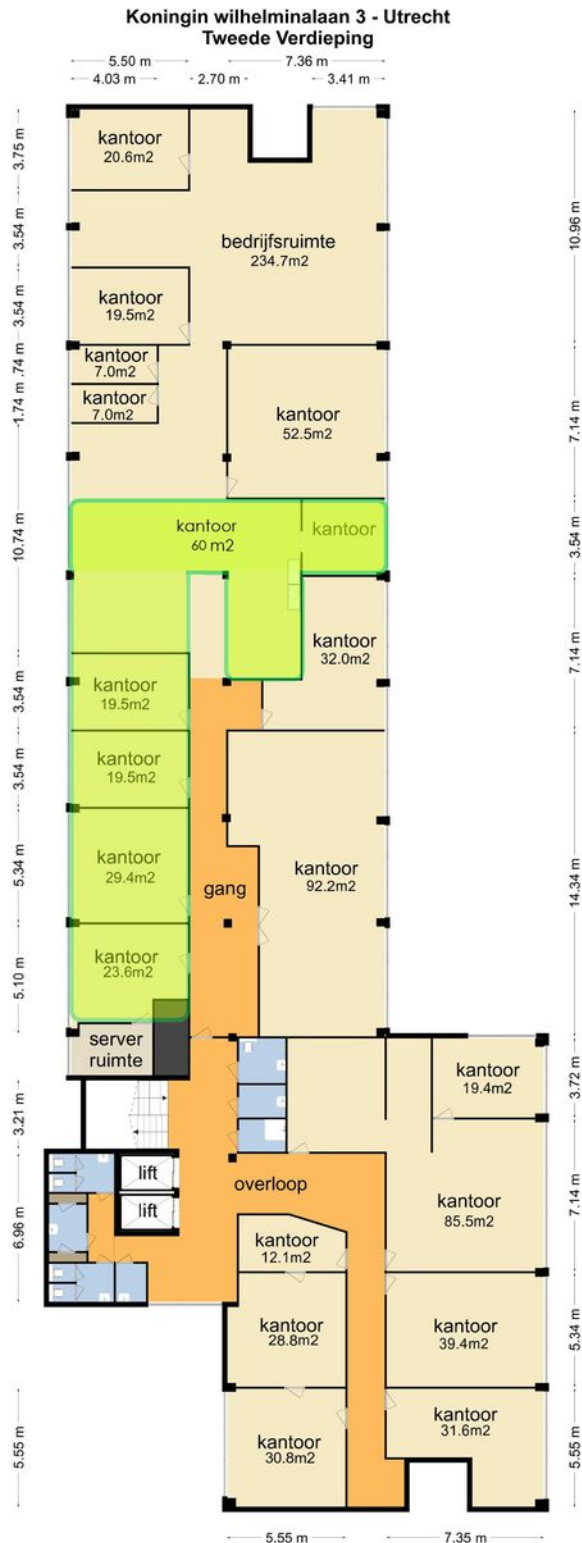 Koningin wilhelminalaan 3 - Utrecht
Tweede Verdieping
5.50 m
7.36 m
4.03 m
2.70 m
3.41 m
3.75 m
3.54 m
3.54 m
1.74 m
.74 m
10.74 m
3.54 m
3.54 m
5.34 m
5.10 m
3.21 m
6.96 m
5.55 m
kantoor
20.6m2
bedrijfsruimte
234.7m2
kantoor
19.5m2
kantoor
7.0m2
kantoor
7.0m2
kantoor
52.5m2
kantoor
60 m2
kantoor
kantoor
32.0m2
kantoor
19.5m2
kantoor
19.5m2
kantoor
29.4m2
gang
kantoor
92.2m2
kantoor
23.6m2
server
ruimte
kantoor
19.4m2
lift
lift
overloop
kantoor
85.5m2
kantoor
12.1m2
kantoor
28.8m2
kantoor
39.4m2
kantoor
30.8m2
kantoor
31.6m2
10.96 m
7.14 m
3.54 m
7.14 m
14.34 m
3.72 m
7.14 m
5.34 m
5.55 m
5.55 m
7.35 m